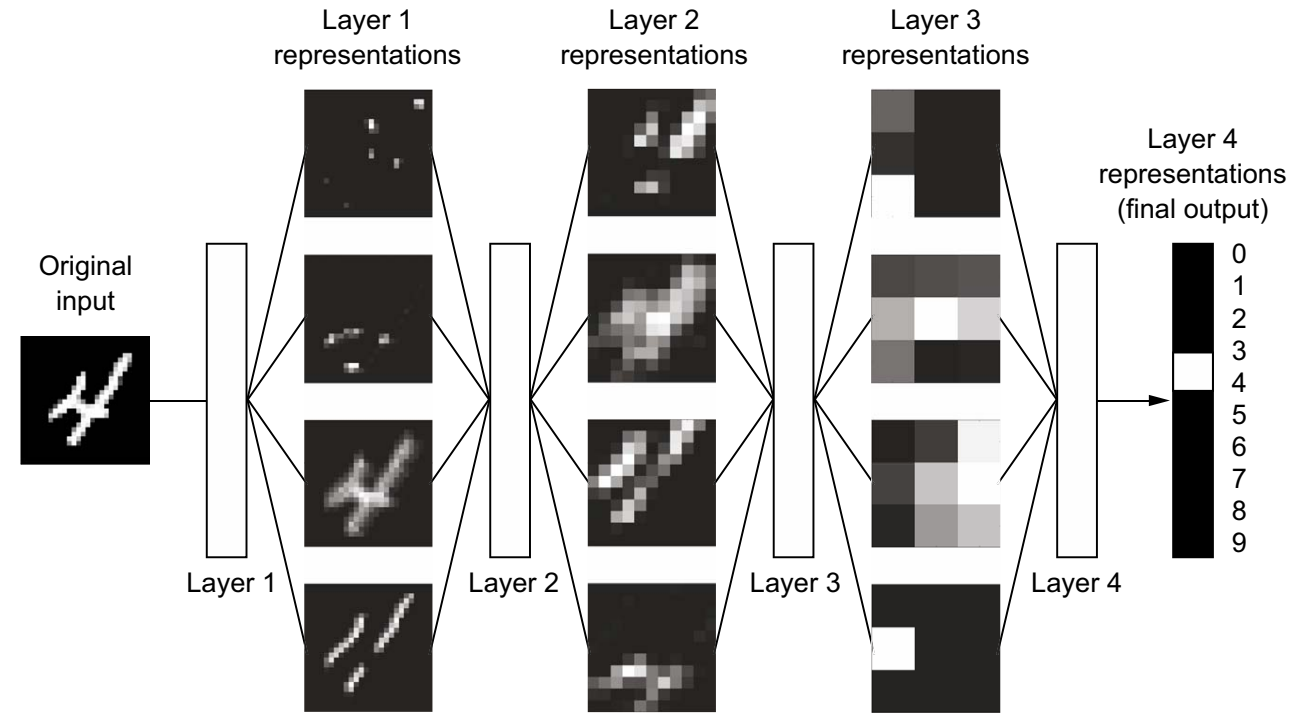 Layer 1
representations
Layer 2
representations
Layer 3
representations
Layer 4
representations
(final output)
Original
input
0
1
2
3
4
5
6
7
8
9
Layer 1
Layer 2
Layer 3
Layer 4